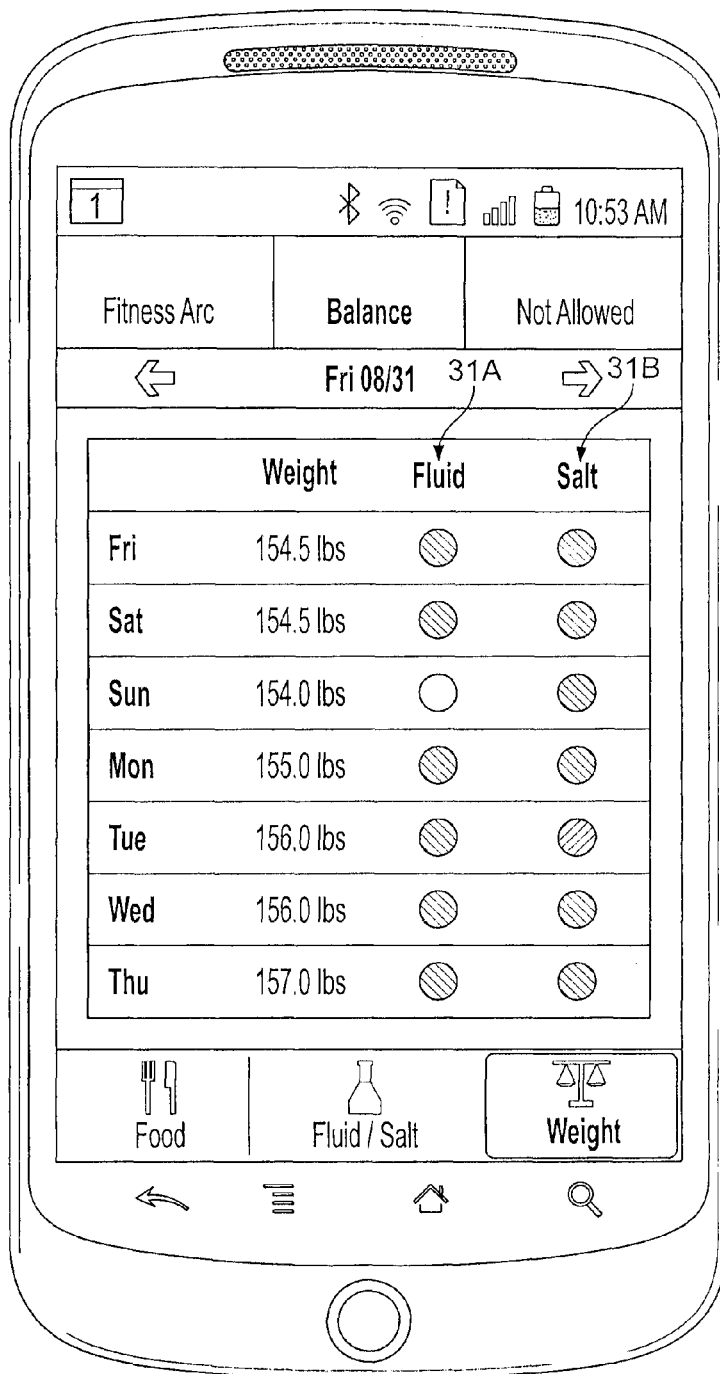 1 ! 10:53 AM
Fitness Arc Balance Not Allowed
Fri 08/31 31A 31B
Weight Fluid Salt
Fri 154.5 lbs
Sat 154.5 lbs
Sun 154.0 lbs
Mon 155.0 lbs
Tue 156.0 lbs
Wed 156.0 lbs
Thu 157.0 lbs
Food Fluid / Salt Weight